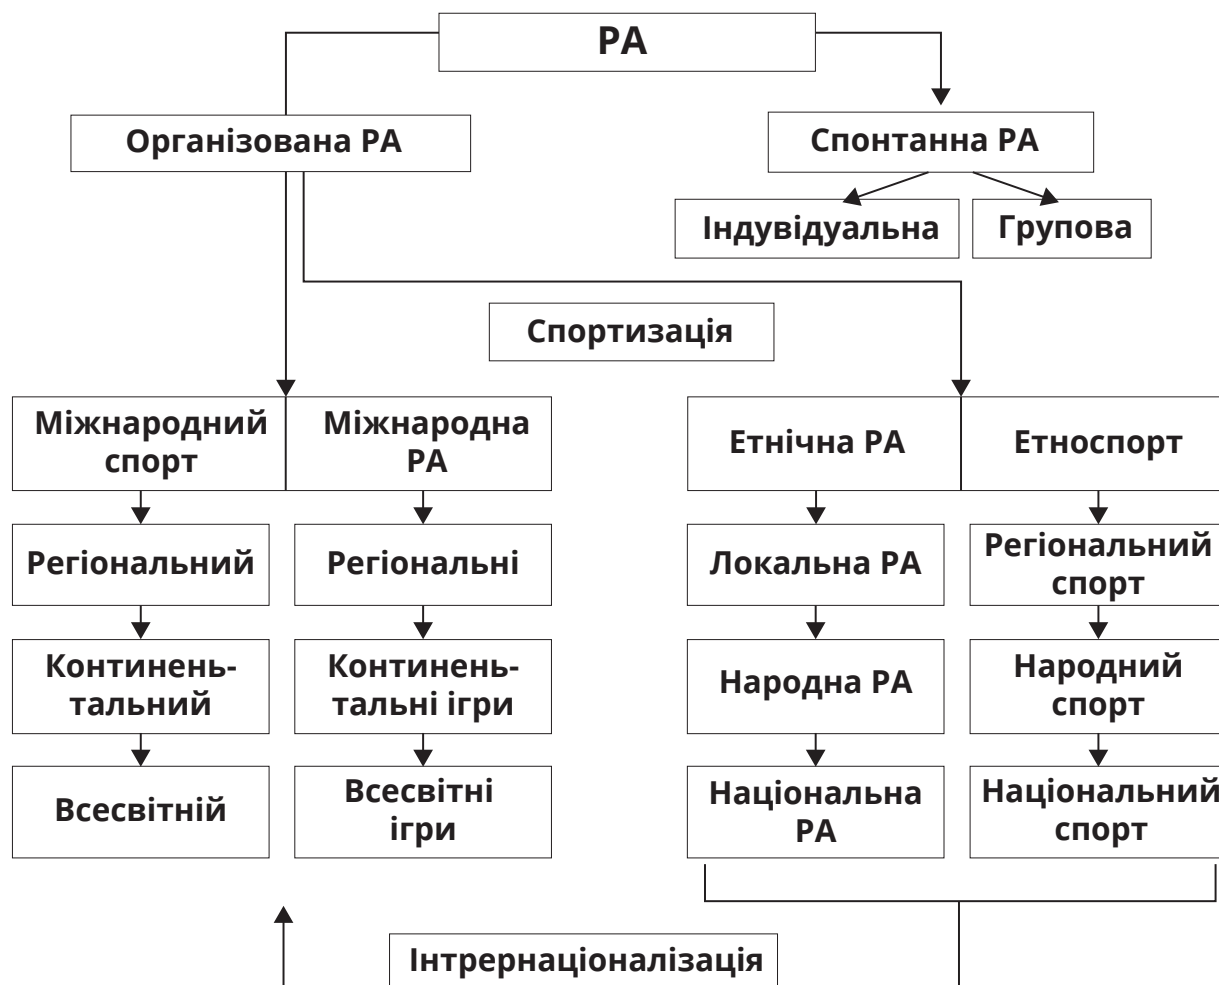 РА
Організована РА
Спонтанна РА
Індувідуальна
Групова
Спортизація
Міжнародний
спорт
Міжнародна
РА
Етнічна РА
Етноспорт
Регіональний
Регіональні
Локальна РА
Регіональний
спорт
Континень-
тальний
Континень-
тальні ігри
Народна РА
Народний
спорт
Всесвітній
Всесвітні
ігри
Національна
РА
Національний
спорт
Інтрернаціоналізація